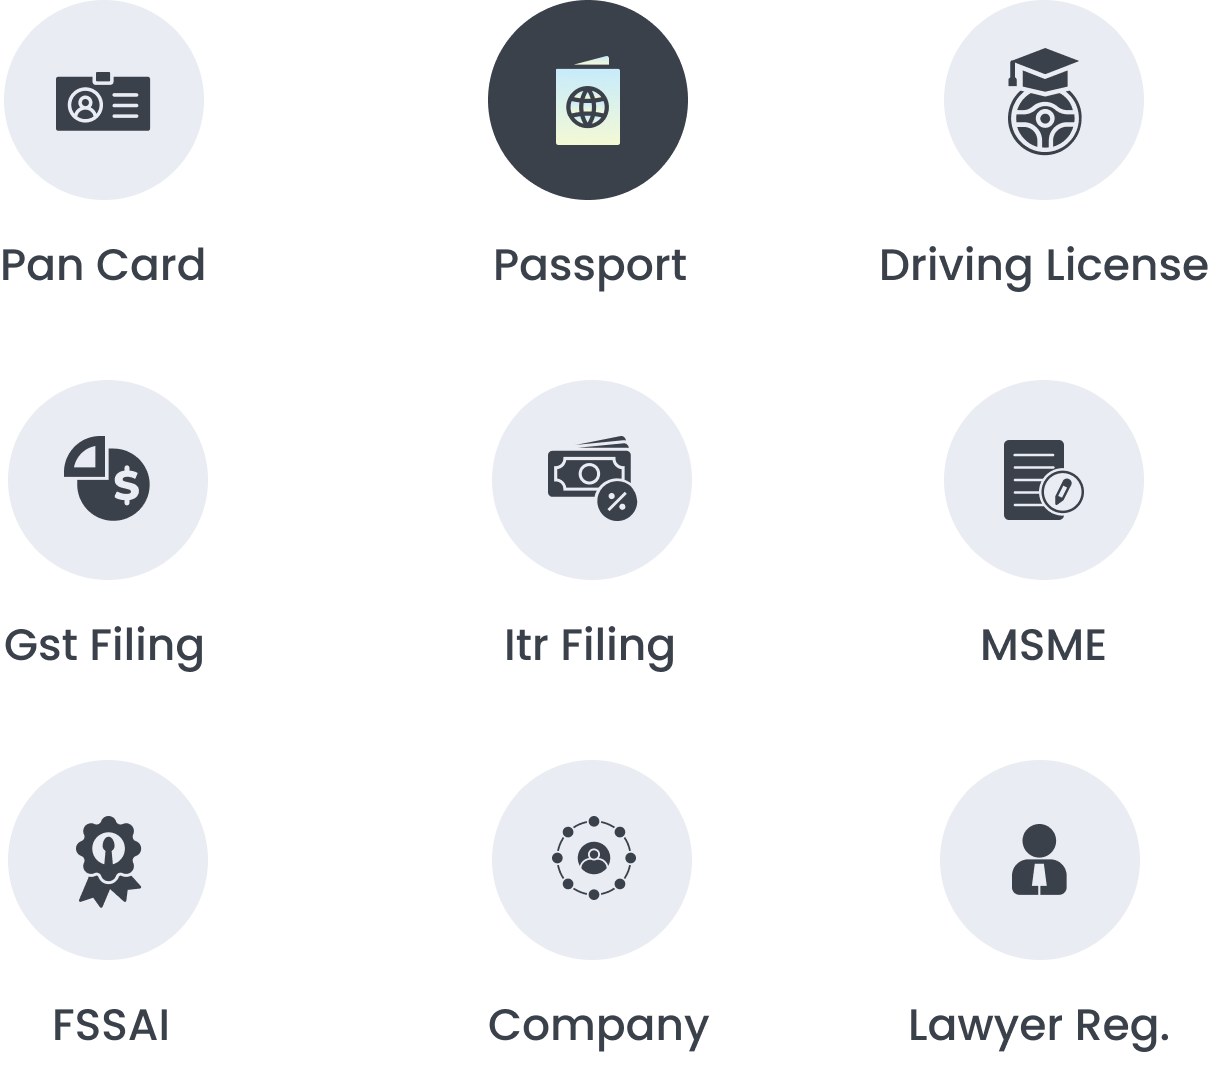 Pan Card
Passport
Driving License
$
Gst Filing
%
Itr Filing
MSME
FSSAI
Company
Lawyer Reg.